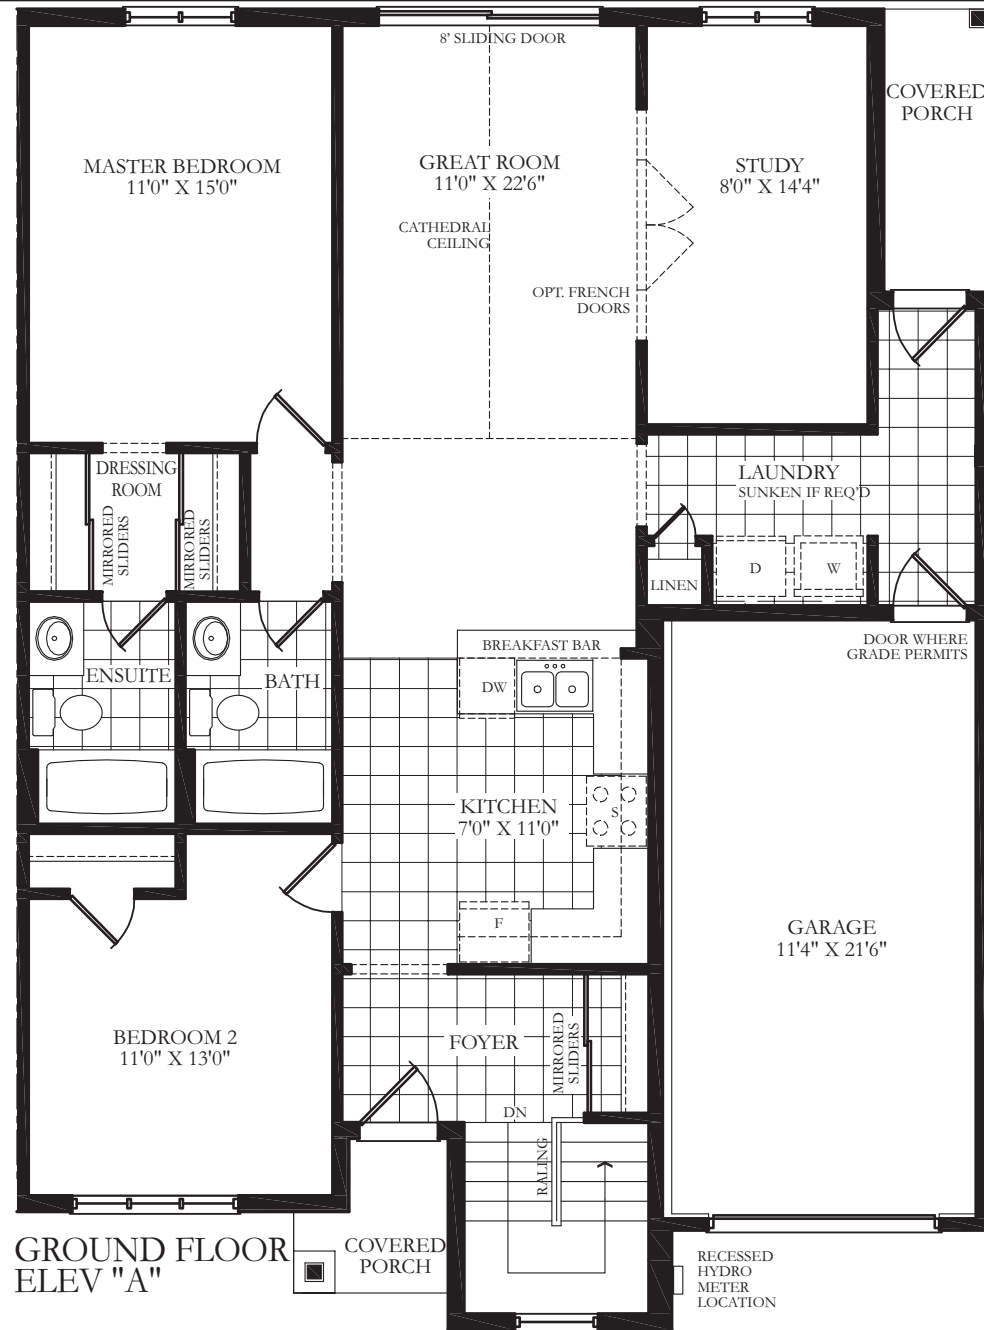 8' SLIDING DOOR
COVERED
PORCH
MASTER BEDROOM
11'0" X 15'0"
GREAT ROOM
11'0" X 22'6"
STUDY
8'0" X 14'4"
CATHEDRAL
CEILING
OPT. FRENCH
DOORS
DRESSING
ROOM
MIRRORED
SLIDERS
MIRRORED
SLIDERS
LAUNDRY
SUNKEN IF REQ'D
LINEN
D
W
DOOR WHERE
GRADE PERMITS
BREAKFAST BAR
ENSUITE
BATH
DW
KITCHEN
7'0" X 11'0"
S
F
GARAGE
11'4" X 21'6"
BEDROOM 2
11'0" X 13'0"
FOYER
MIRRORED
SLIDERS
DN
RALING
GROUND FLOOR
ELEV "A"
COVERED
PORCH
RECESSED
HYDRO
METER
LOCATION